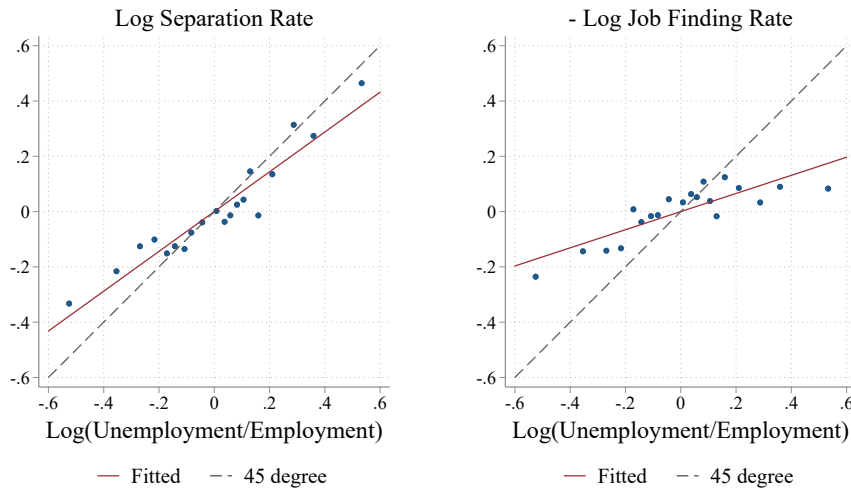 Log Separation Rate
.6
.4
.2
0
-.2
-.4
-.6
-.6 -.4 -.2 0 .2 .4 .6
Log(Unemployment/Employment)
Fitted 45 degree
- Log Job Finding Rate
.6
.4
.2
0
-.2
-.4
-.6
-.6 -.4 -.2 0 .2 .4 .6
Log(Unemployment/Employment)
Fitted 45 degree